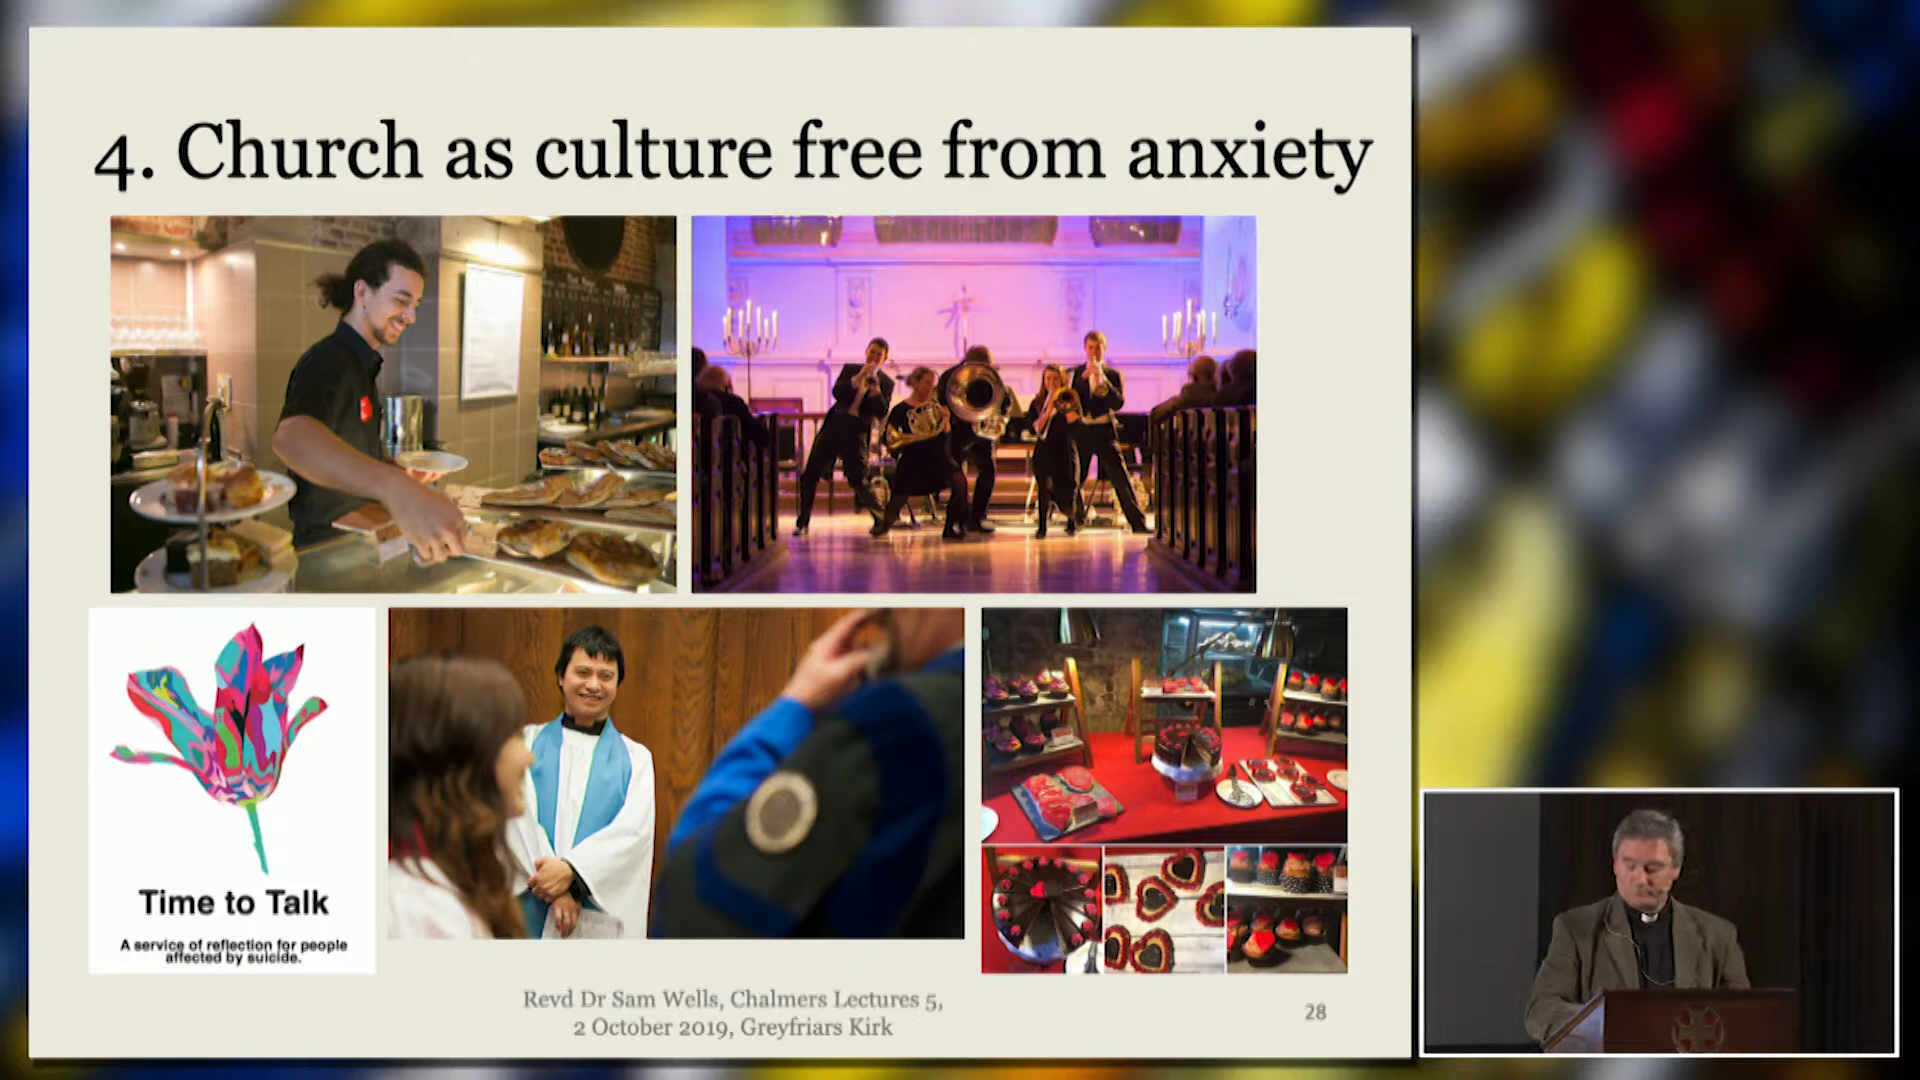 4. Church as culture free from anxiety
Time to Talk
A service of reflection for people
affected by suicide.
Revd Dr Sam Wells, Chalmers Lectures 5,
2 October 2019, Greyfriars Kirk
28